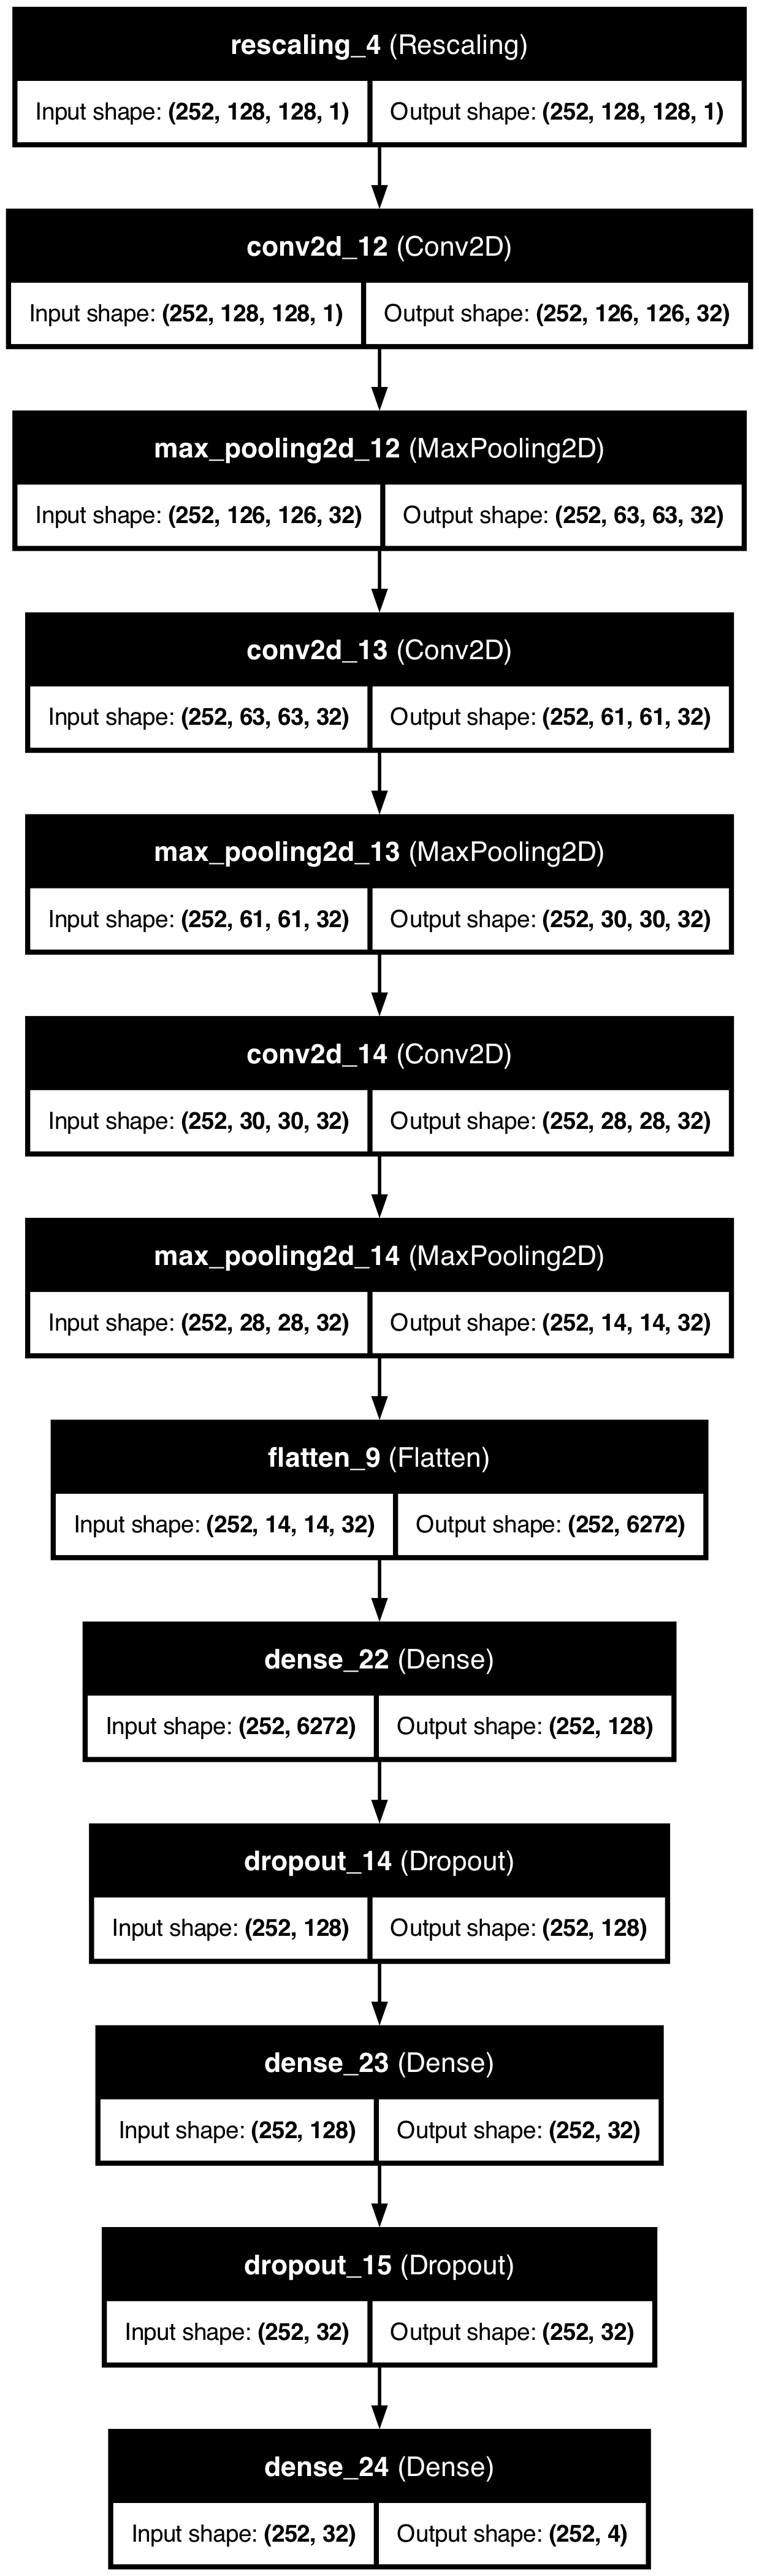 rescaling_4 (Rescaling)
Input shape: (252, 128, 128, 1) Output shape: (252, 128, 128, 1)
conv2d_12 (Conv2D)
Input shape: (252, 128, 128, 1) Output shape: (252, 126, 126, 32)
max_pooling2d_12 (MaxPooling2D)
Input shape: (252, 126, 126, 32) Output shape: (252, 63, 63, 32)
conv2d_13 (Conv2D)
Input shape: (252, 63, 63, 32) Output shape: (252, 61, 61, 32)
max_pooling2d_13 (MaxPooling2D)
Input shape: (252, 61, 61, 32) Output shape: (252, 30, 30, 32)
conv2d_14 (Conv2D)
Input shape: (252, 30, 30, 32) Output shape: (252, 28, 28, 32)
max_pooling2d_14 (MaxPooling2D)
Input shape: (252, 28, 28, 32) Output shape: (252, 14, 14, 32)
flatten_9 (Flatten)
Input shape: (252, 14, 14, 32) Output shape: (252, 6272)
dense_22 (Dense)
Input shape: (252, 6272) Output shape: (252, 128)
dropout_14 (Dropout)
Input shape: (252, 128) Output shape: (252, 128)
dense_23 (Dense)
Input shape: (252, 128) Output shape: (252, 32)
dropout_15 (Dropout)
Input shape: (252, 32) Output shape: (252, 32)
dense_24 (Dense)
Input shape: (252, 32) Output shape: (252, 4)